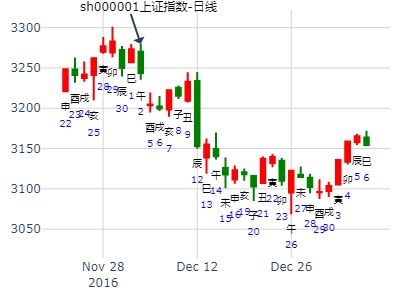 sh000001上证指数-日线
3300
3250
3200
3150
3100
3050
申
22
酉
23
戌
24
亥
25
寅
28
卯
29
辰
30
巳
1
午
2
酉
5
戌
6
亥
7
子
8
丑
9
辰
12
巳
13
午
14
未
15
申
16
亥
19
子
20
丑
21
寅
22
卯
23
午
26
未
27
申
28
酉
29
戌
30
寅
3
卯
4
辰
5
巳
6
Nov 28
2016
Dec 12
Dec 26